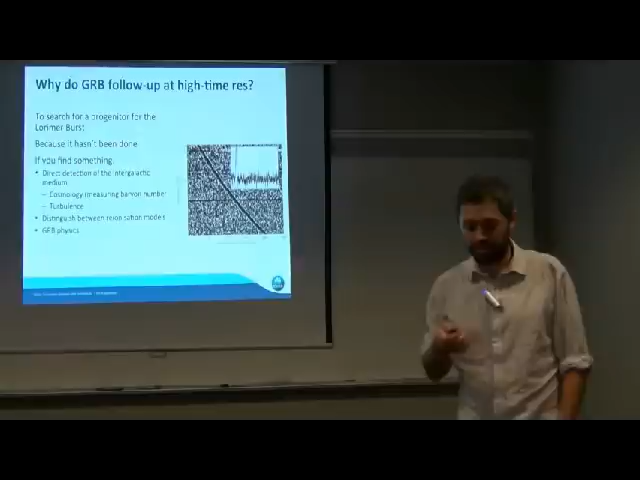 Why do GRB follow-up at high-time res?
To search for a progenitor for the
Lorimer Burst
Because it hasn't been done
If you find something:
• Direct detection of the intergalactic
medium
– Cosmology (measuring baryon number
– Turbulence
• Distinguish between reionisation models
• GRB physics